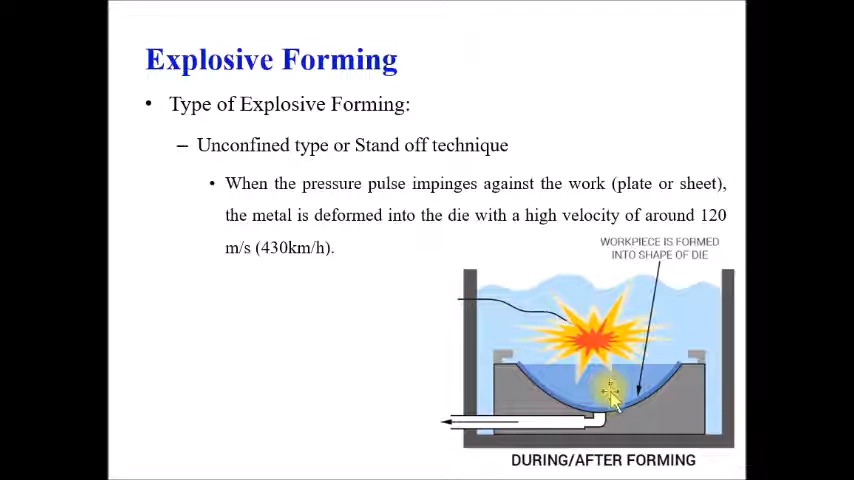 Explosive Forming
• Type of Explosive Forming:
– Unconfined type or Stand off technique
• When the pressure pulse impinges against the work (plate or sheet),
the metal is deformed into the die with a high velocity of around 120
m/s (430km/h).
WORKPIECE IS FORMED
INTO SHAPE OF DIE
DURING/AFTER FORMING